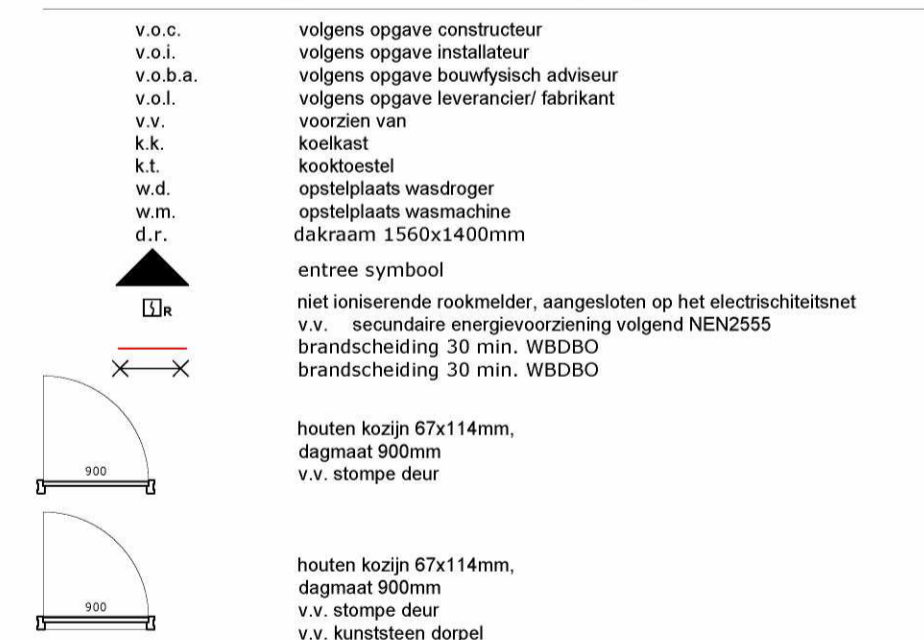 v.o.c. volgens opgave constructeur
v.o.i. volgens opgave installateur
v.o.b.a. volgens opgave bouwfysisch adviseur
v.o.l. volgens opgave leverancier/ fabrikant
v.v. voorzien van
k.k. koelkast
k.t. kooktoestel
w.d. opstelplaats wasdroger
w.m. opstelplaats wasmachine
d.r. dakraam 1560x1400mm
entree symbool
R niet ioniserende rookmelder, aangesloten op het electrischiteitsnet
v.v. secundaire energievoorziening volgend NEN2555
brandscheiding 30 min. WBDBO
brandscheiding 30 min. WBDBO
houten kozijn 67x114mm,
dagmaat 900mm
900 v.v. stompe deur
houten kozijn 67x114mm,
dagmaat 900mm
900 v.v. stompe deur
v.v. kunststeen dorpel